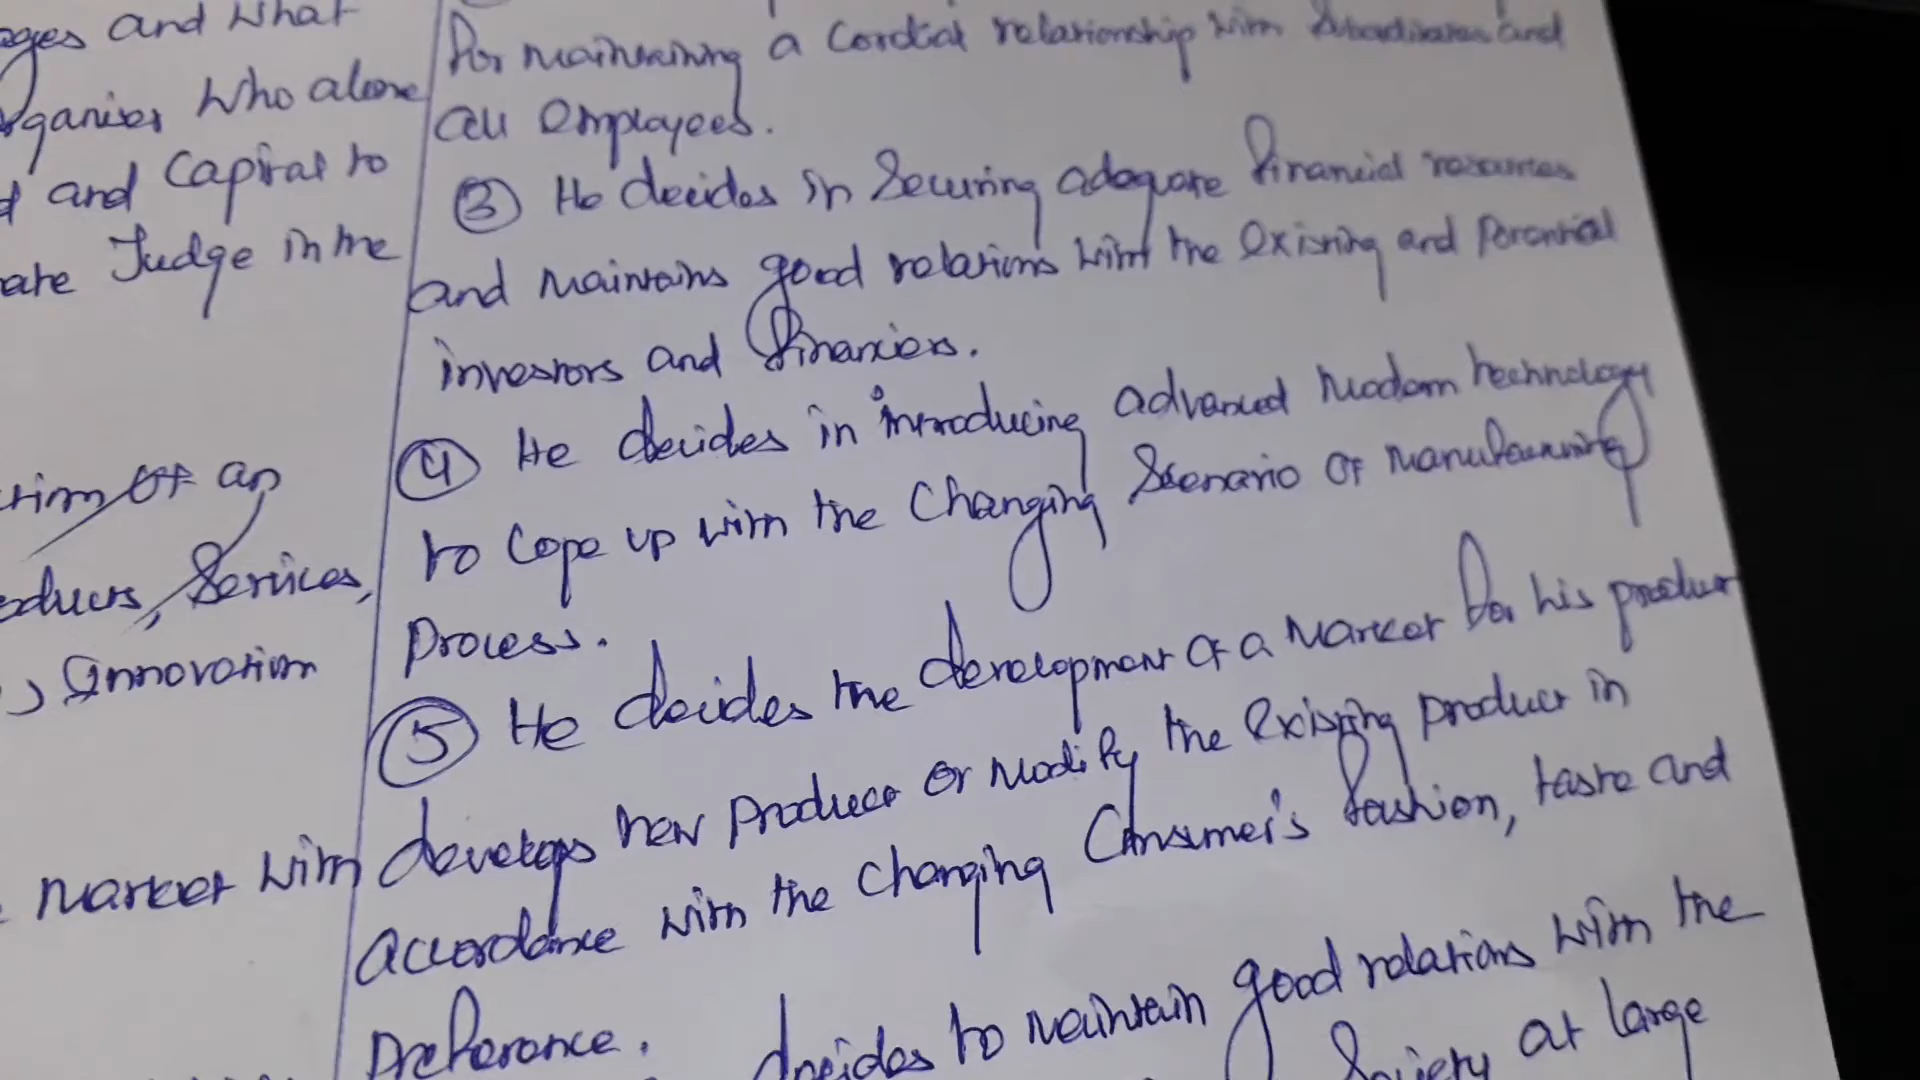 ages and what
rganises who alone
d and Capital to
ate Judge in the
ction of an
oducts, Services,
, Innovation
Market with
for maintaining a Cordial relationship with Subordinates and
all employees.
③ He decides in Securing adequate financial resources
and maintains good relations with the existing and potential
investors and financiers.
④ He decides in introducing advanced modern technology
to cope up with the changing Scenario of manufacturing
process.
⑤ He decides the development of a market for his product
develops new product or modify the existing product in
accordance with the changing Consumer's fashion, taste and
preference.
decides to maintain good relations with the
Society at large